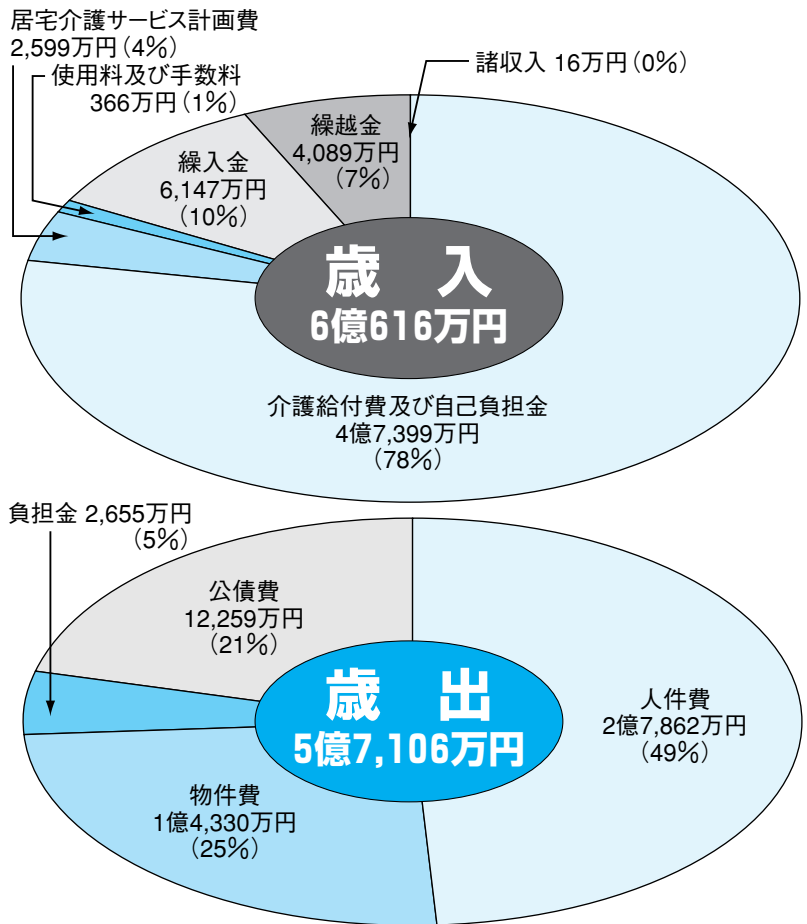 居宅介護サービス計画費
2,599万円(4%)
使用料及び手数料
366万円(1%)
諸収入 16万円(0%)
繰越金
4,089万円
(7%)
繰入金
6,147万円
(10%)
歳 入
6億616万円
介護給付費及び自己負担金
4億7,399万円
(78%)
負担金 2,655万円
(5%)
公債費
12,259万円
(21%)
歳 出
5億7,106万円
人件費
2億7,862万円
(49%)
物件費
1億4,330万円
(25%)